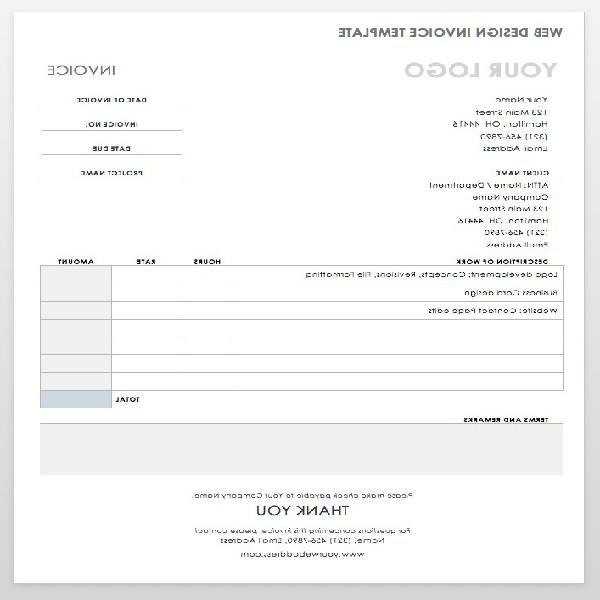 WEB DESIGN INVOICE TEMPLATE
YOUR LOGO
INVOICE
Your Name
123 Main Street
Hamilton, OH 44416
(321) 456-7890
Email Address
DATE OF INVOICE
INVOICE NO.
DATE DUE
CLIENT NAME
ATTN: Name / Department
Company Name
123 Main Street
Hamilton, OH 44416
(321) 456-7890
Email Address
PROJECT NAME
DESCRIPTION OF WORK HOURS RATE AMOUNT
Logo development; Concepts, Revisions, File Formatting
Business Card design
Website: Contact Page edits
TOTAL
TERMS AND REMARKS
Please make check payable to Your Company Name.
THANK YOU
For questions concerning this invoice, please contact
Name, (321) 456-7890, Email Address
www.yourwebaddress.com